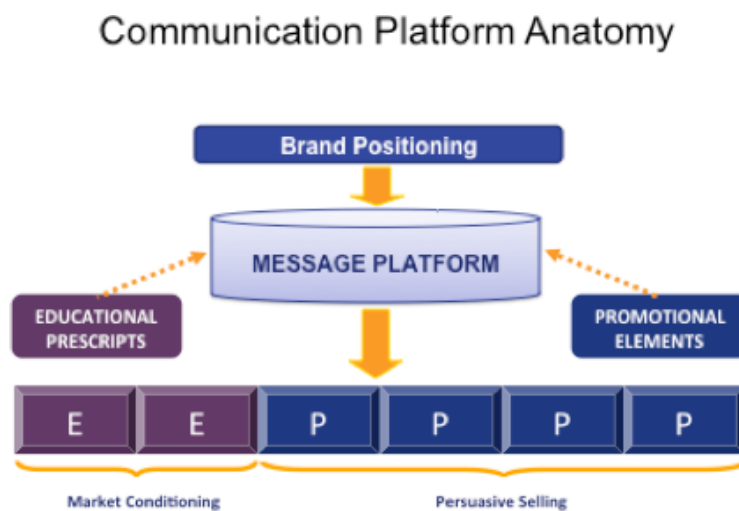 Communication Platform Anatomy
Brand Positioning
MESSAGE PLATFORM
EDUCATIONAL
PRESCRIPTS
PROMOTIONAL
ELEMENTS
E E P P P P
Market Conditioning
Persuasive Selling